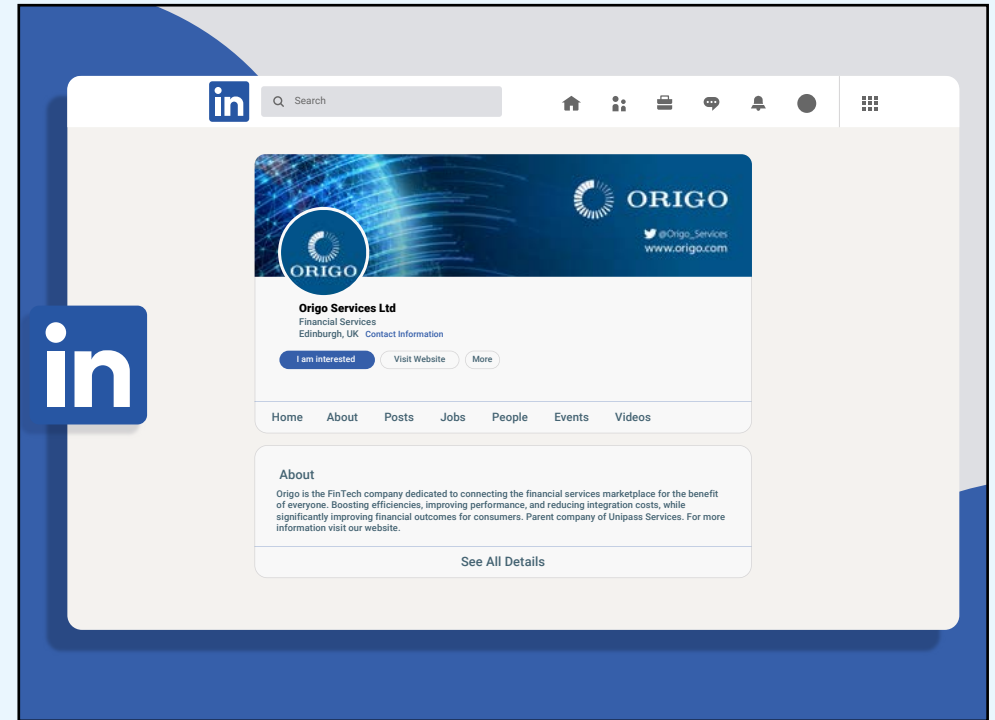 in
Search
ORIGO
@Origo_Services
www.origo.com
ORIGO
Origo Services Ltd
Financial Services
Edinburgh, UK Contact Information
I am interested Visit Website More
in
Home About Posts Jobs People Events Videos
About
Origo is the FinTech company dedicated to connecting the financial services marketplace for the benefit
of everyone. Boosting efficiencies, improving performance, and reducing integration costs, while
significantly improving financial outcomes for consumers. Parent company of Unipass Services. For more
information visit our website.
See All Details